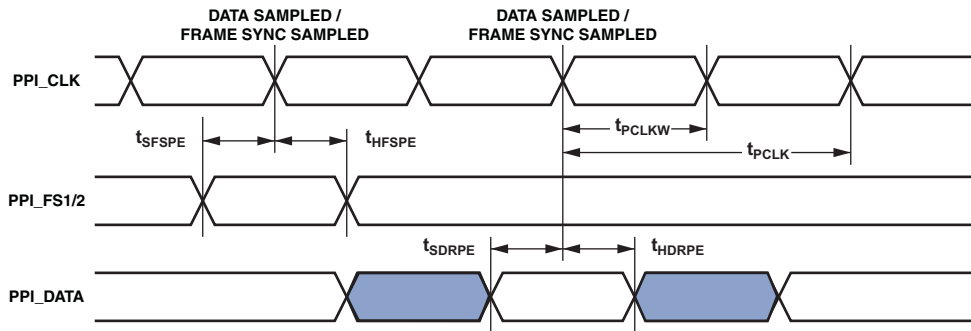 DATA SAMPLED /
FRAME SYNC SAMPLED
DATA SAMPLED /
FRAME SYNC SAMPLED
PPI_CLK
tSFSPE
tHFSPE
tPCLKW
tPCLK
PPI_FS1/2
tSDRPE
tHDRPE
PPI_DATA